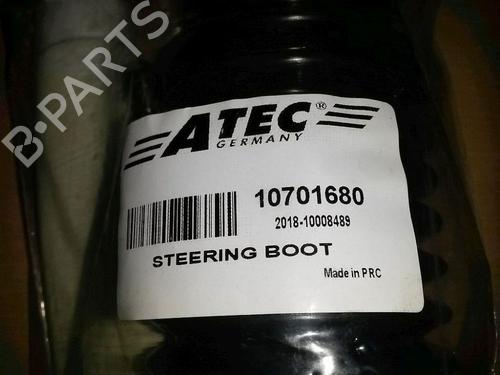 B-PARTS
ATEC®
GERMANY
10701680
2018-10008489
STEERING BOOT
Made in PRC